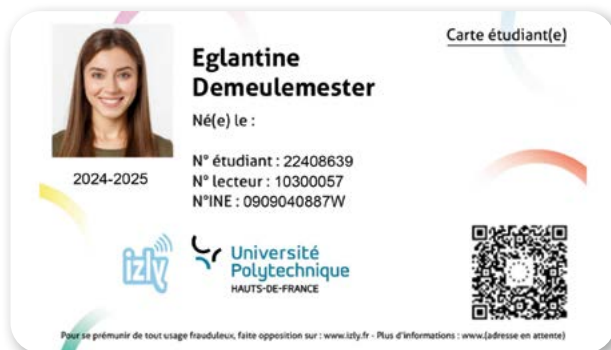 Carte étudiant(e)
Eglantine
Demeulemester
Né(e) le :
N° étudiant : 22408639
N° lecteur : 10300057
N°INE : 0909040887W
2024-2025
izly
Université
Polytechnique
HAUTS-DE-FRANCE
Pour se prémunir de tout usage frauduleux, faite opposition sur : www.izly.fr - Plus d'informations : www.(adresse en attente)